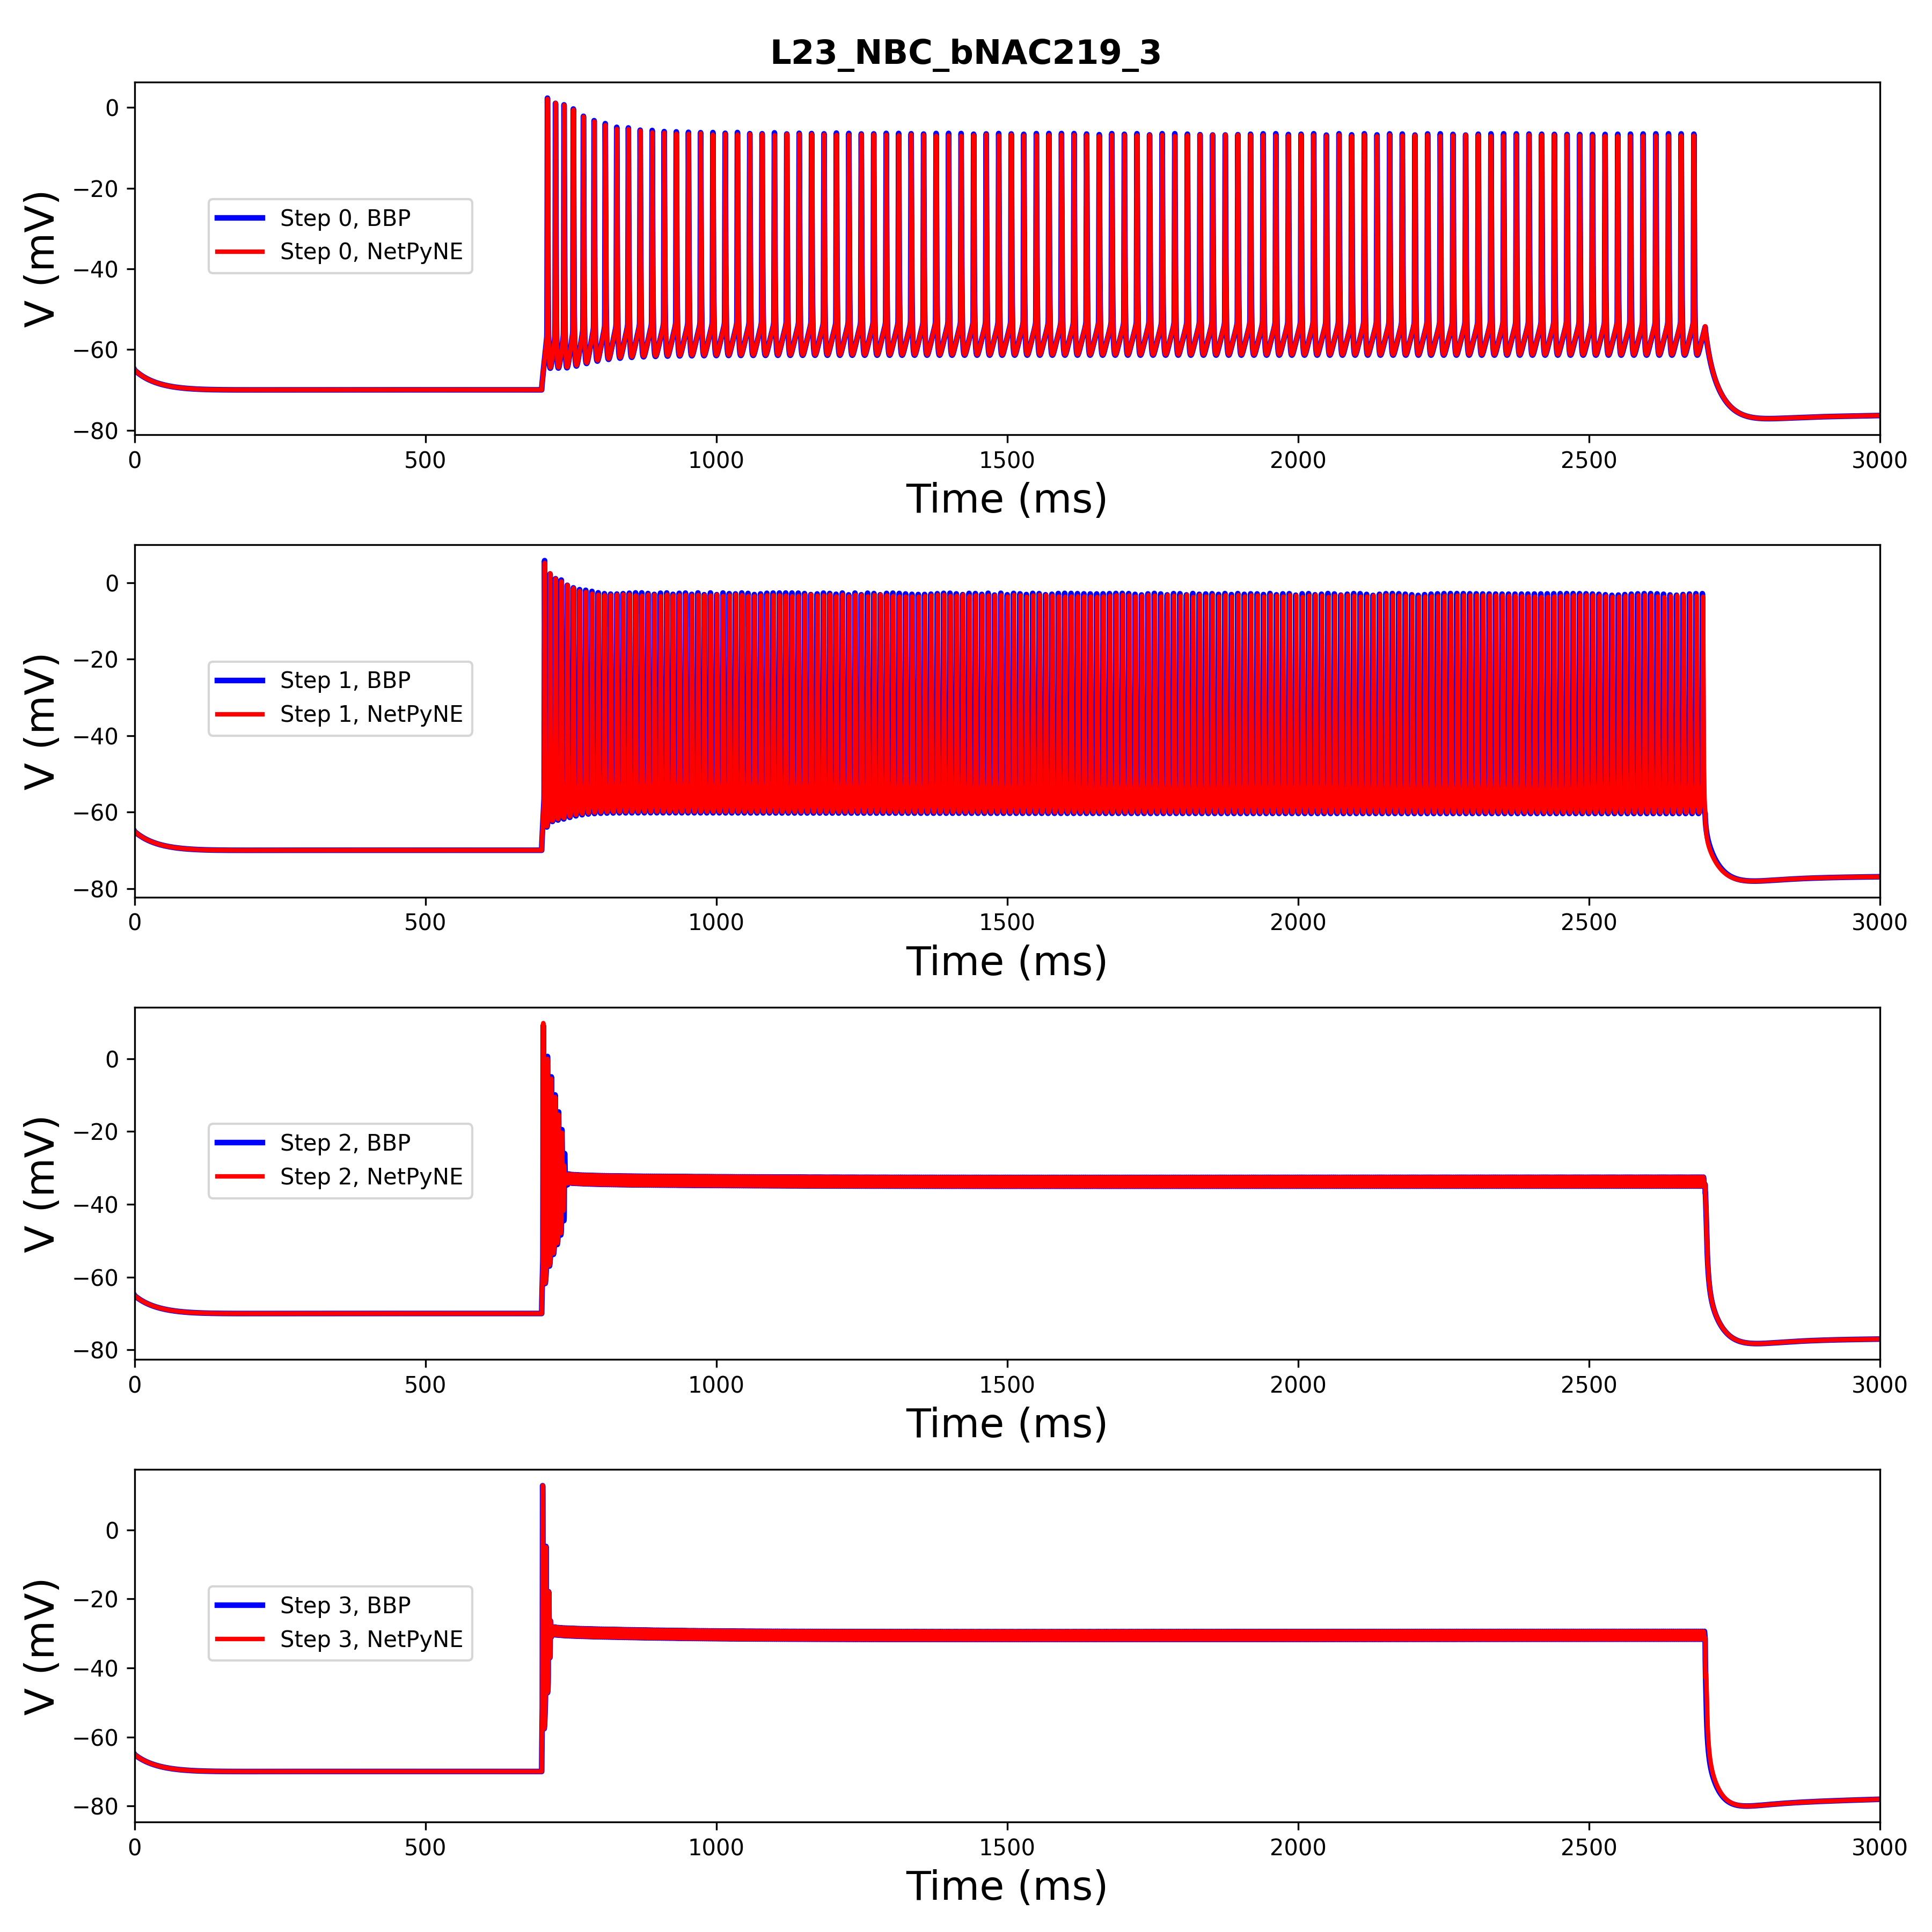 L23_NBC_bNAC219_3
0
−20
−40
−60
−80
V (mV)
Step 0, BBP
Step 0, NetPyNE
0 500 1000 1500 2000 2500 3000
Time (ms)
0
−20
−40
−60
−80
V (mV)
Step 1, BBP
Step 1, NetPyNE
0 500 1000 1500 2000 2500 3000
Time (ms)
0
−20
−40
−60
−80
V (mV)
Step 2, BBP
Step 2, NetPyNE
0 500 1000 1500 2000 2500 3000
Time (ms)
0
−20
−40
−60
−80
V (mV)
Step 3, BBP
Step 3, NetPyNE
0 500 1000 1500 2000 2500 3000
Time (ms)